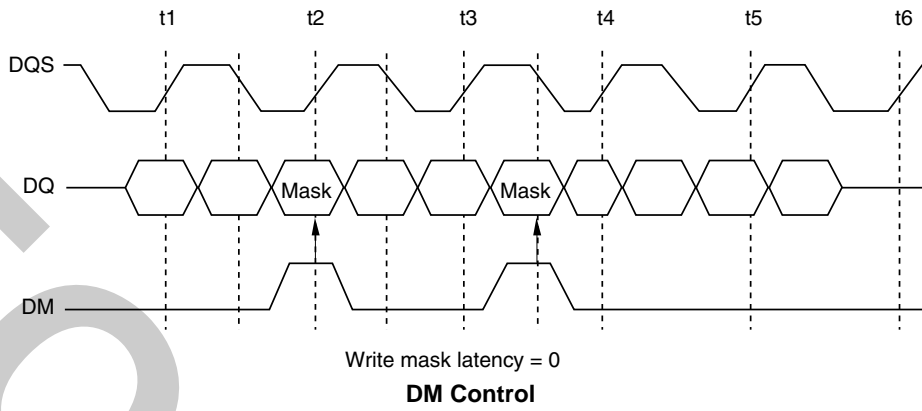 t1 t2 t3 t4 t5 t6
DQS
DQ Mask Mask
DM
Write mask latency = 0
DM Control